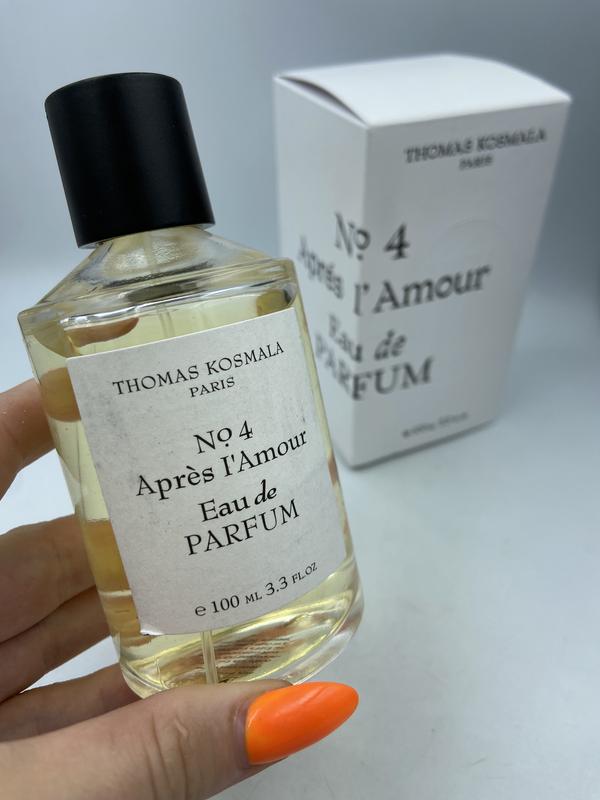 THOMAS KOSMALA
PARIS
Nº 4
Après l'Amour
Eau de
PARFUM
℮ 100 ML 3.3 FL.OZ
THOMAS KOSMALA
PARIS
Nº 4
Aprés l'Amour
Eau de
PARFUM